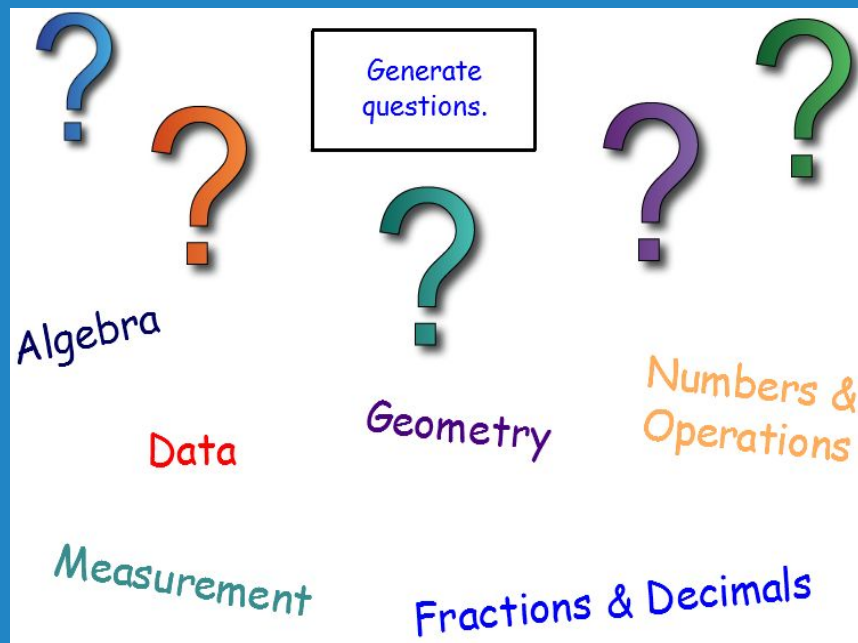 Generate
questions.
Algebra
Data
Geometry
Numbers &
Operations
Measurement
Fractions & Decimals